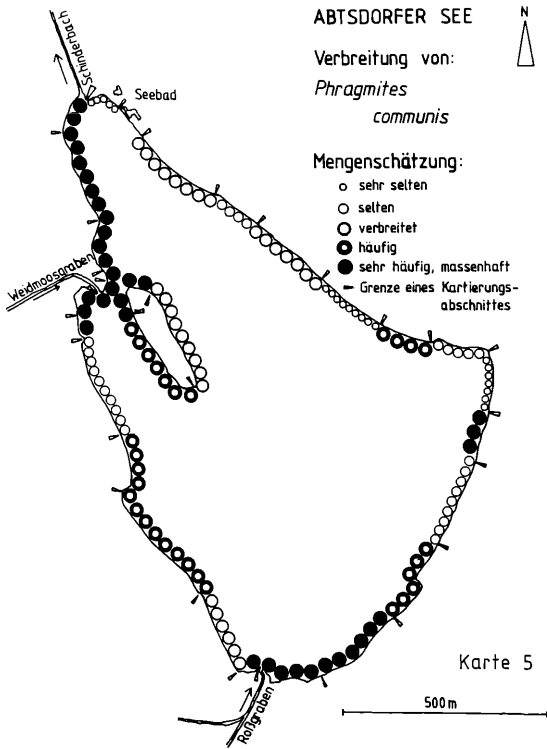 ABTSDORFER SEE
N
Verbreitung von:
Phragmites
communis
Mengenschätzung:
sehr selten
selten
verbreitet
häufig
sehr häufig, massenhaft
Grenze eines Kartierungs-
abschnittes
Schinderbach
Seebad
Weidmoosgraben
Roßgraben
Karte 5
500m